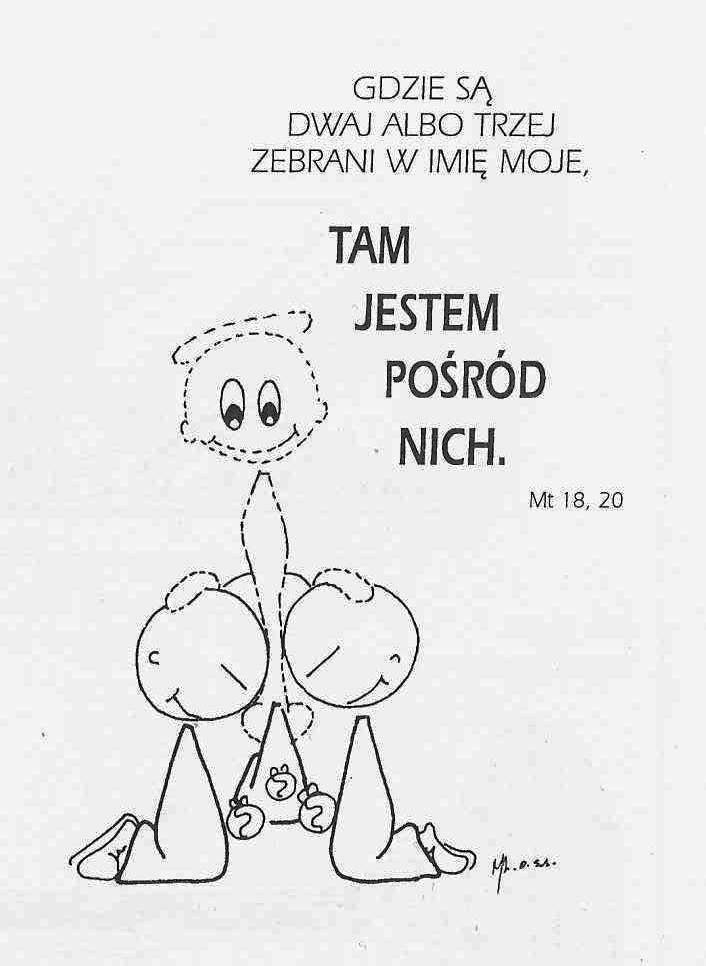 GDZIE SĄ
DWAJ ALBO TRZEJ
ZEBRANI W IMIĘ MOJE,
TAM
JESTEM
POŚRÓD
NICH.
Mt 18, 20